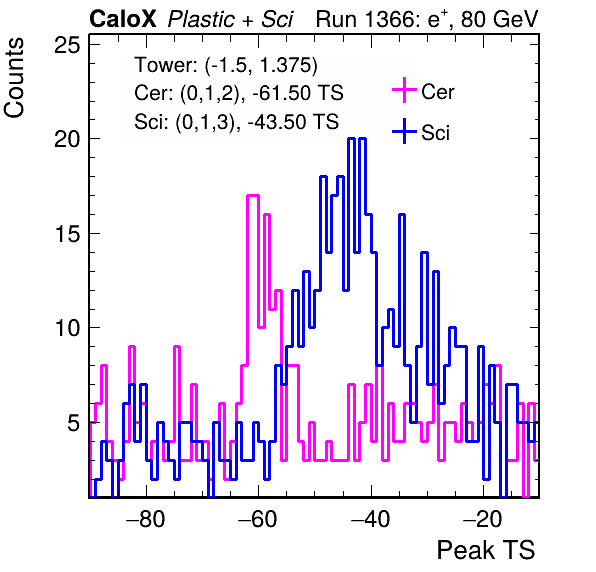 CaloX Plastic + Sci Run 1366: e+, 80 GeV
Counts
25
20
15
10
5
Tower: (-1.5, 1.375)
Cer: (0,1,2), -61.50 TS
Sci: (0,1,3), -43.50 TS
Cer
Sci
−80 −60 −40 −20
Peak TS